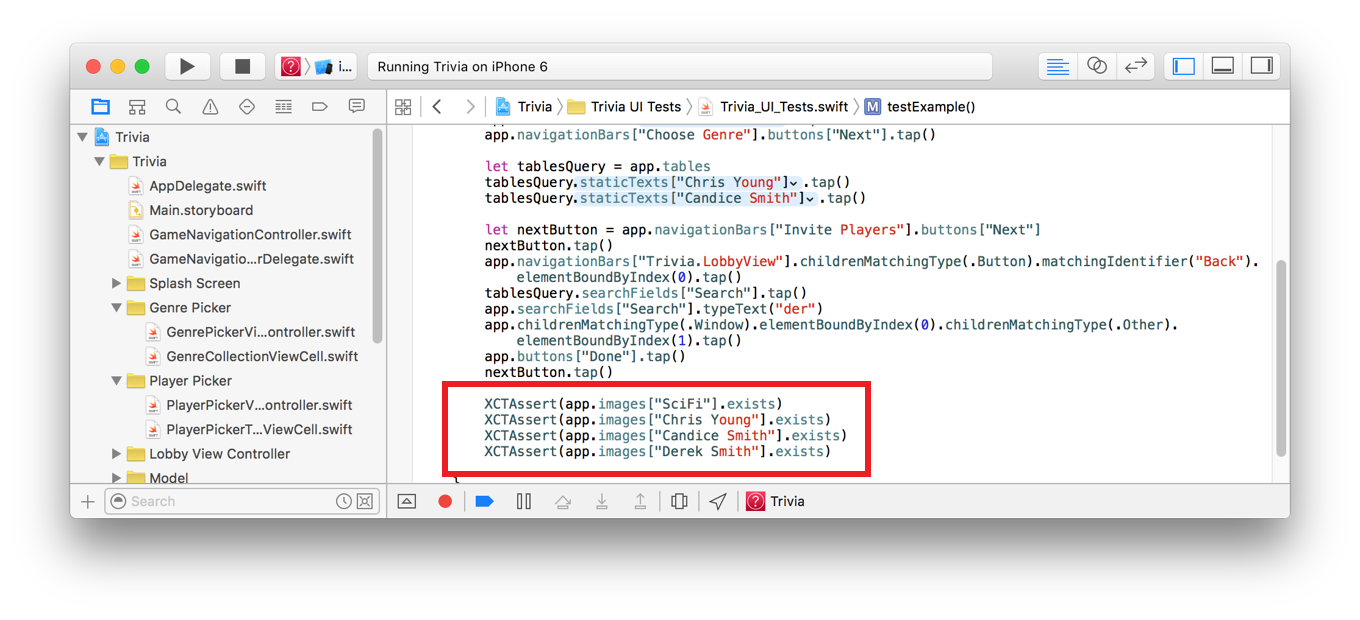 ? i...
Running Trivia on iPhone 6
Trivia Trivia UI Tests Trivia_UI_Tests.swift M testExample()
Trivia
Trivia
AppDelegate.swift
Main.storyboard
GameNavigationController.swift
GameNavigatio...rDelegate.swift
Splash Screen
Genre Picker
GenrePickerVi...ontroller.swift
GenreCollectionViewCell.swift
Player Picker
PlayerPickerV...ontroller.swift
PlayerPickerT...ViewCell.swift
Lobby View Controller
Model
Search
app.navigationBars["Choose Genre"].buttons["Next"].tap()
let tablesQuery = app.tables
tablesQuery.staticTexts["Chris Young"].tap()
tablesQuery.staticTexts["Candice Smith"].tap()
let nextButton = app.navigationBars["Invite Players"].buttons["Next"]
nextButton.tap()
app.navigationBars["Trivia.LobbyView"].childrenMatchingType(.Button).matchingIdentifier("Back").
elementBoundByIndex(0).tap()
tablesQuery.searchFields["Search"].tap()
app.searchFields["Search"].typeText("der")
app.childrenMatchingType(.Window).elementBoundByIndex(0).childrenMatchingType(.Other).
elementBoundByIndex(1).tap()
app.buttons["Done"].tap()
nextButton.tap()
XCTAssert(app.images["SciFi"].exists)
XCTAssert(app.images["Chris Young"].exists)
XCTAssert(app.images["Candice Smith"].exists)
XCTAssert(app.images["Derek Smith"].exists)
? Trivia